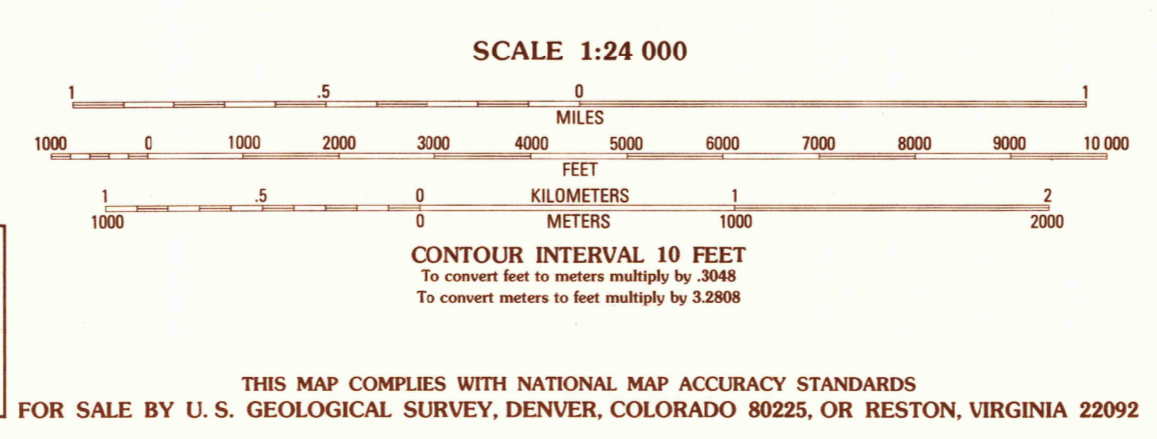 SCALE 1:24 000
1 .5 0 1
MILES
1000 0 1000 2000 3000 4000 5000 6000 7000 8000 9000 10 000
FEET
1 .5 0 KILOMETERS 1 2
1000 0 METERS 1000 2000
CONTOUR INTERVAL 10 FEET
To convert feet to meters multiply by .3048
To convert meters to feet multiply by 3.2808
THIS MAP COMPLIES WITH NATIONAL MAP ACCURACY STANDARDS
FOR SALE BY U. S. GEOLOGICAL SURVEY, DENVER, COLORADO 80225, OR RESTON, VIRGINIA 22092